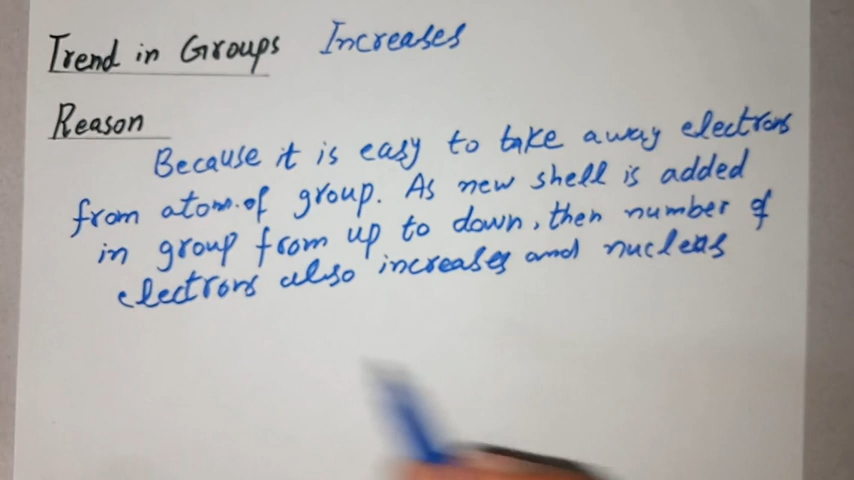 Trend in Groups Increases
Reason
Because it is easy to take away electrons
from atom.of group. As new shell is added
in group from up to down, then number of
electrons also increases and nucleus